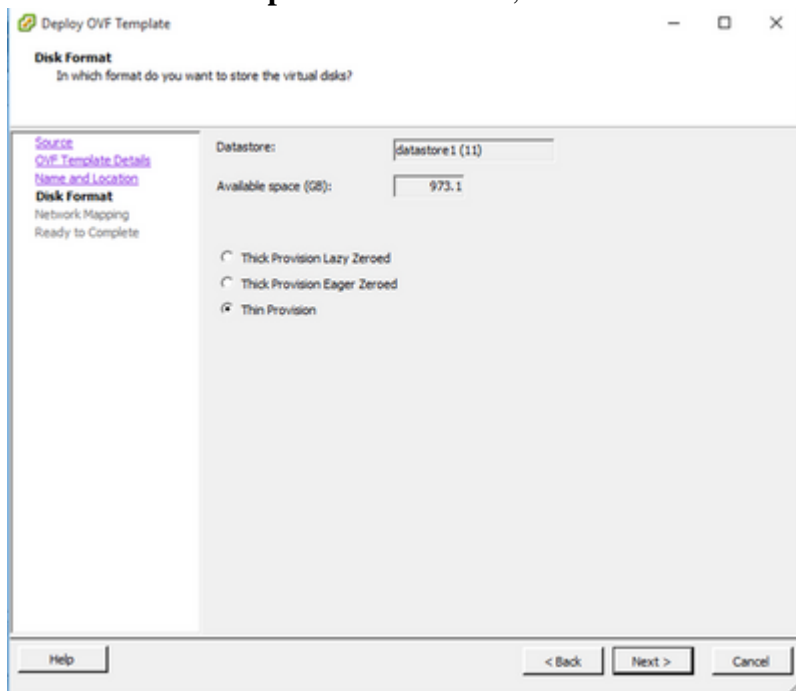 Deploy OVF Template
Disk Format
In which format do you want to store the virtual disks?
Source
OVF Template Details
Name and Location
Disk Format
Network Mapping
Ready to Complete
Datastore:
datastore1 (11)
Available space (GB):
973.1
Thick Provision Lazy Zeroed
Thick Provision Eager Zeroed
Thin Provision
Help
< Back
Next >
Cancel